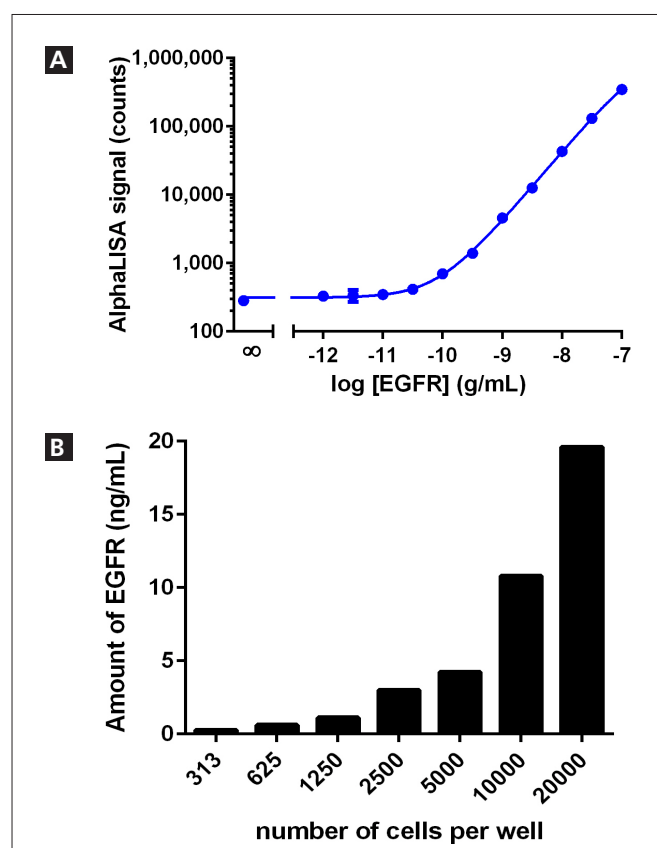 A
AlphaLISA signal (counts)
1,000,000
100,000
10,000
1,000
100
∞ -12 -11 -10 -9 -8 -7
log [EGFR] (g/mL)
B
Amount of EGFR (ng/mL)
20
15
10
5
0
313 625 1250 2500 5000 10000 20000
number of cells per well